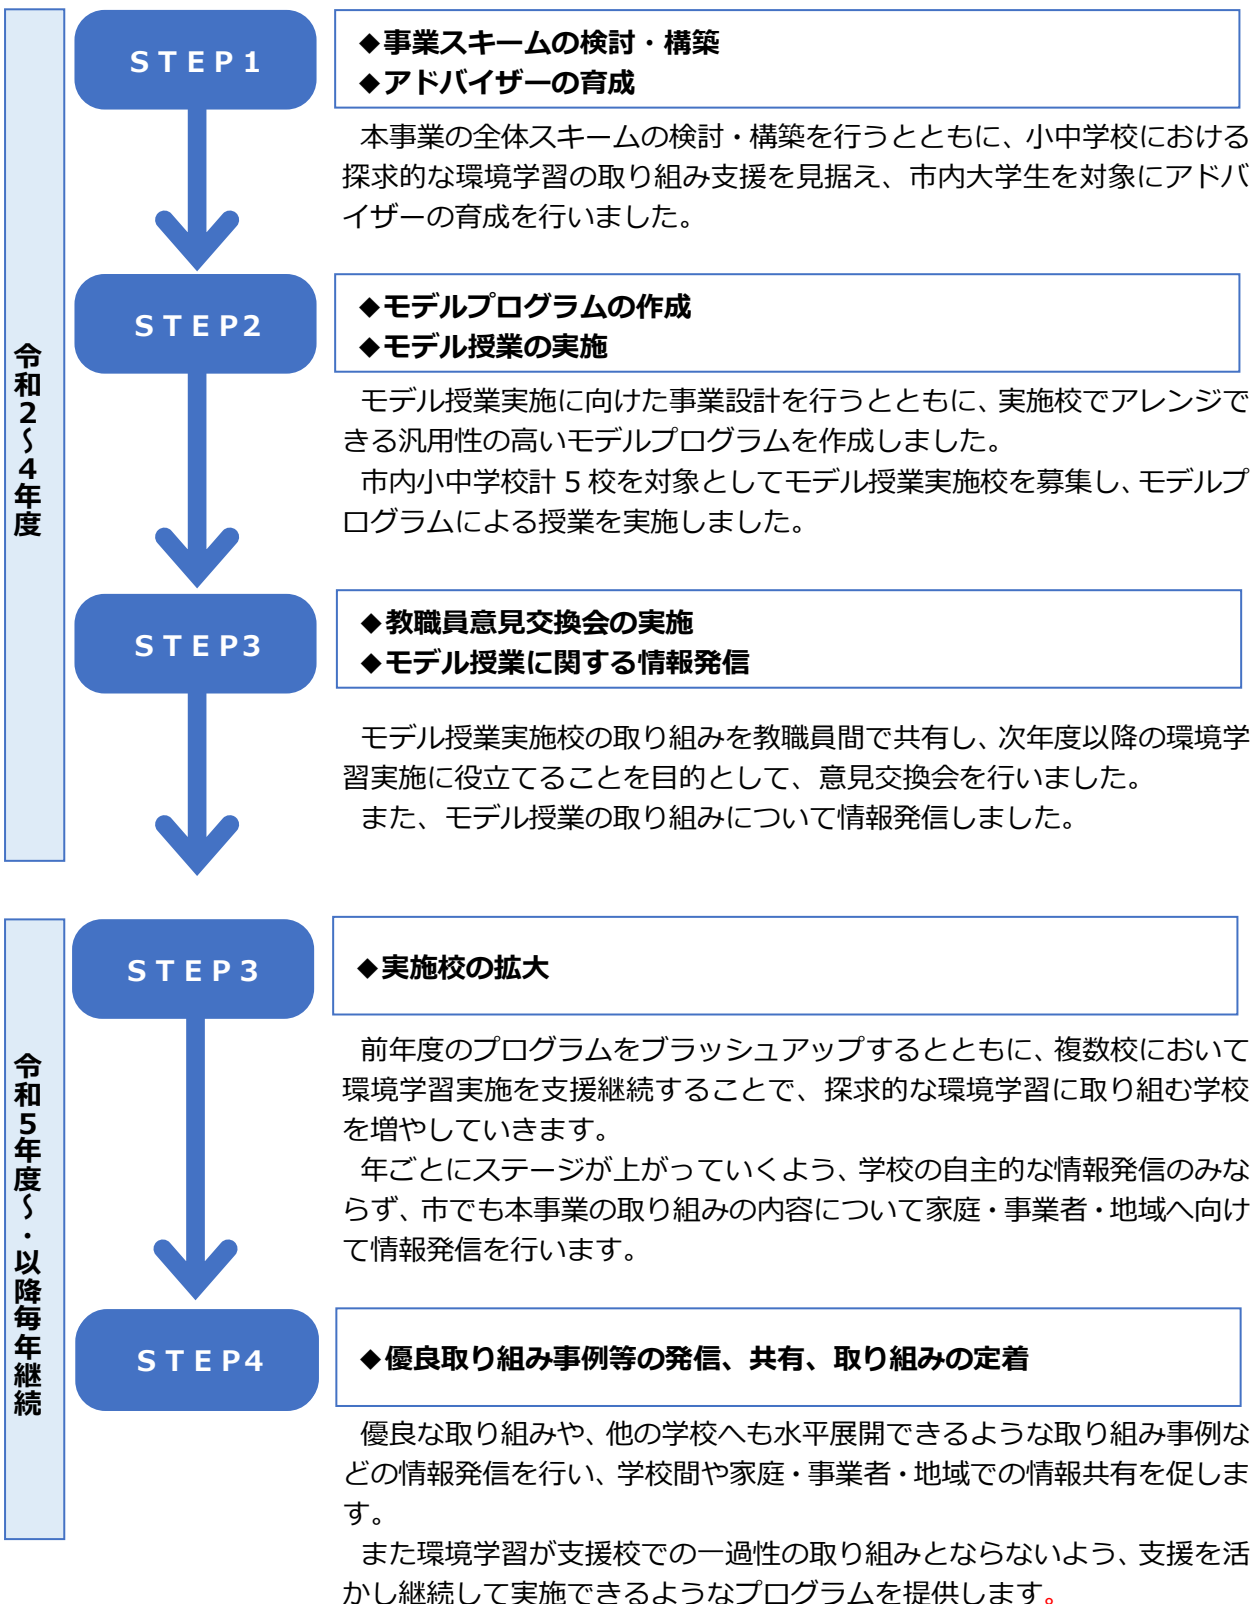 令和2～4年度
STEP1
◆事業スキームの検討・構築
◆アドバイザーの育成
本事業の全体スキームの検討・構築を行うとともに、小中学校における
探求的な環境学習の取り組み支援を見据え、市内大学生を対象にアドバ
イザーの育成を行いました。
STEP2
◆モデルプログラムの作成
◆モデル授業の実施
モデル授業実施に向けた事業設計を行うとともに、実施校でアレンジで
きる汎用性の高いモデルプログラムを作成しました。
市内小中学校計 5 校を対象としてモデル授業実施校を募集し、モデルプ
ログラムによる授業を実施しました。
STEP3
◆教職員意見交換会の実施
◆モデル授業に関する情報発信
モデル授業実施校の取り組みを教職員間で共有し、次年度以降の環境学
習実施に役立てることを目的として、意見交換会を行いました。
また、モデル授業の取り組みについて情報発信しました。
令和5年度～・以降毎年継続
STEP3
◆実施校の拡大
前年度のプログラムをブラッシュアップするとともに、複数校において
環境学習実施を支援継続することで、探求的な環境学習に取り組む学校
を増やしていきます。
年ごとにステージが上がっていくよう、学校の自主的な情報発信のみな
らず、市でも本事業の取り組みの内容について家庭・事業者・地域へ向け
て情報発信を行います。
STEP4
◆優良取り組み事例等の発信、共有、取り組みの定着
優良な取り組みや、他の学校へも水平展開できるような取り組み事例な
どの情報発信を行い、学校間や家庭・事業者・地域での情報共有を促しま
す。
また環境学習が支援校での一過性の取り組みとならないよう、支援を活
かし継続して実施できるようなプログラムを提供します。